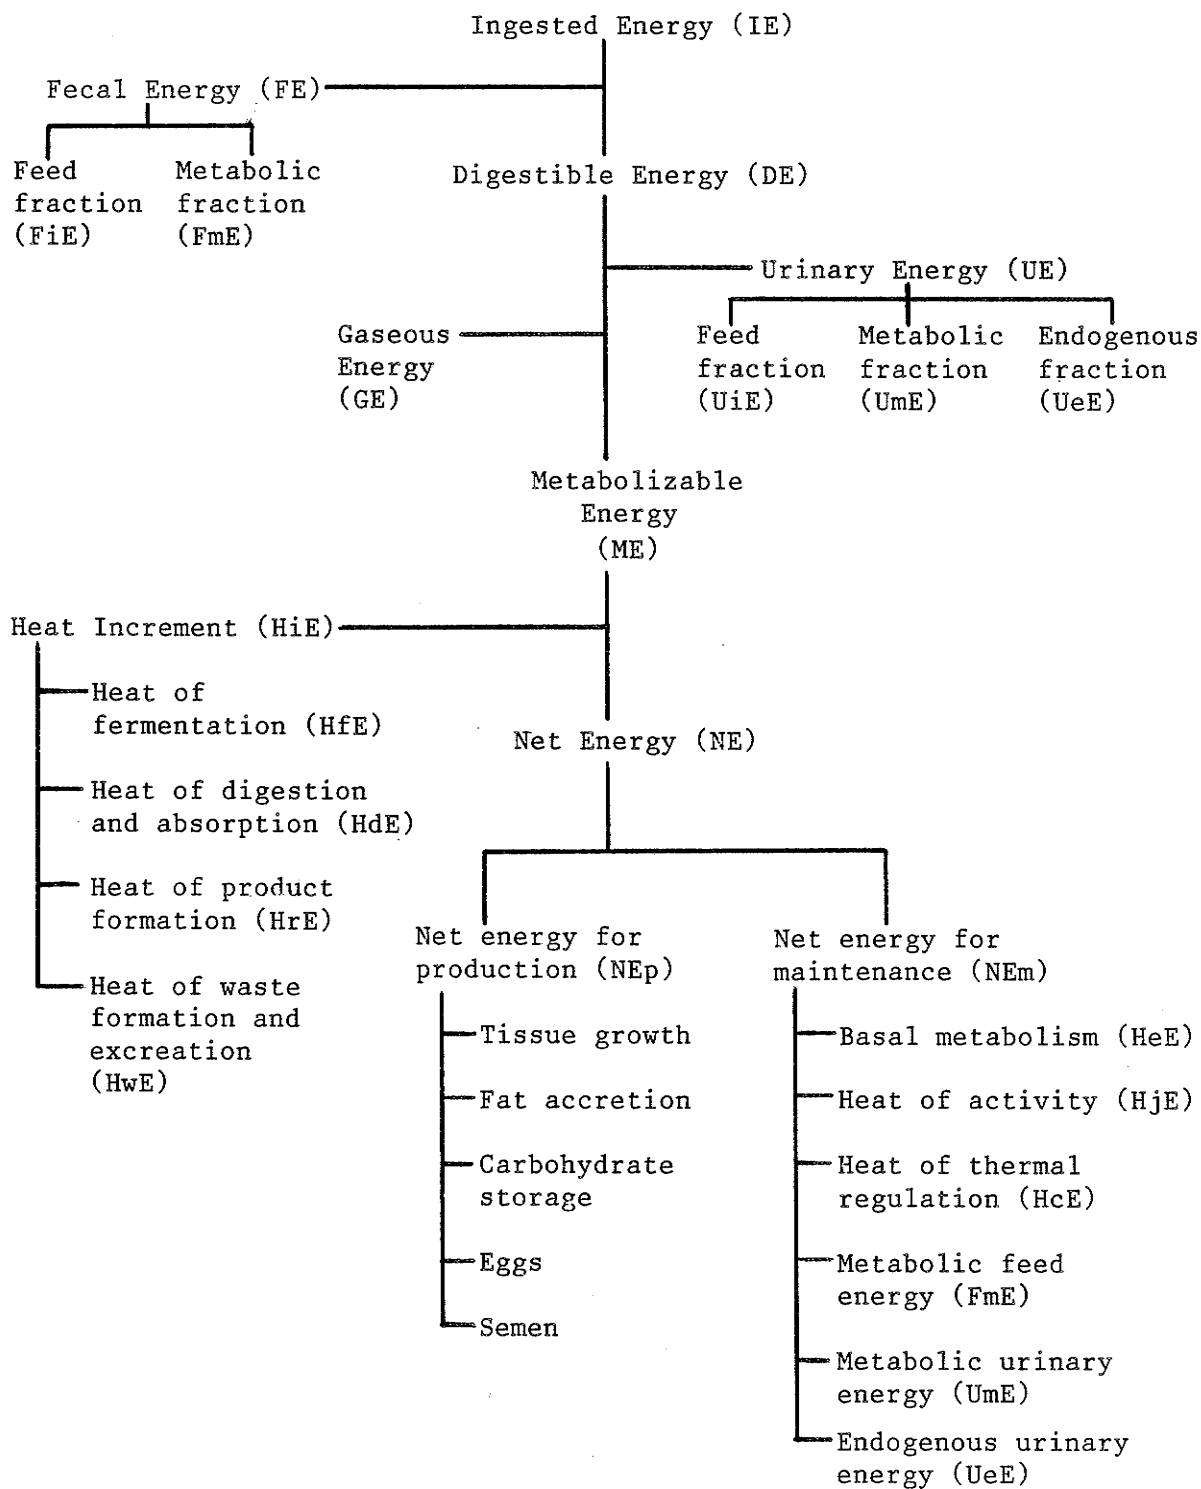 Ingested Energy (IE)
Fecal Energy (FE)
Feed
fraction
(FiE)
Metabolic
fraction
(FmE)
Digestible Energy (DE)
Urinary Energy (UE)
Feed
fraction
(UiE)
Metabolic
fraction
(UmE)
Endogenous
fraction
(UeE)
Gaseous
Energy
(GE)
Metabolizable
Energy
(ME)
Heat Increment (HiE)
Heat of
fermentation (HfE)
Heat of digestion
and absorption (HdE)
Heat of product
formation (HrE)
Heat of waste
formation and
excreation
(HwE)
Net Energy (NE)
Net energy for
production (NEp)
Tissue growth
Fat accretion
Carbohydrate
storage
Eggs
Semen
Net energy for
maintenance (NEm)
Basal metabolism (HeE)
Heat of activity (HjE)
Heat of thermal
regulation (HcE)
Metabolic feed
energy (FmE)
Metabolic urinary
energy (UmE)
Endogenous urinary
energy (UeE)